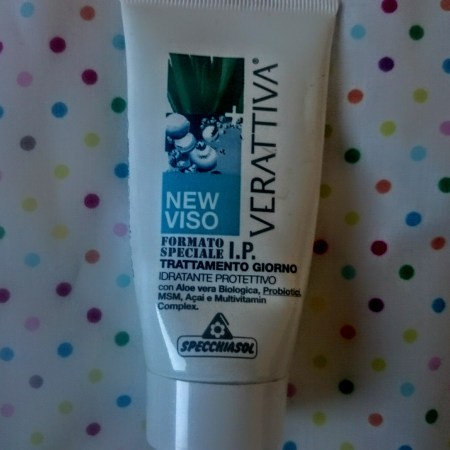 VERATTIVA®
+
NEW
VISO
FORMATO
SPECIALE I.P.
TRATTAMENTO GIORNO
IDRATANTE PROTETTIVO
con Aloe vera Biologica, Probiotici,
MSM, Açai e Multivitamin
Complex.
SPECCHIASOL